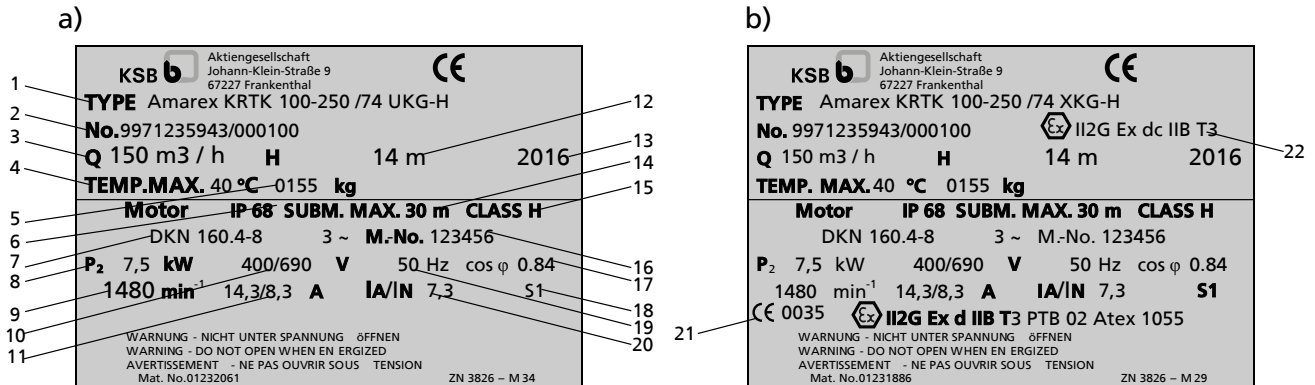 a)
KSB b Aktiengesellschaft
Johann-Klein-Straße 9
67227 Frankenthal
CE
TYPE Amarex KRTK 100-250 /74 UKG-H
No. 9971235943/000100
Q 150 m3 / h H 14 m 2016
TEMP.MAX. 40 °C 0155 kg
Motor IP 68 SUBM. MAX. 30 m CLASS H
DKN 160.4-8 3 ~ M.-No. 123456
P₂ 7,5 kW 400/690 V 50 Hz cos φ 0.84
1480 min⁻¹ 14,3/8,3 A IA/IN 7,3 S1
WARNUNG - NICHT UNTER SPANNUNG öFFNEN
WARNING - DO NOT OPEN WHEN EN ERGIZED
AVERTISSEMENT - NE PAS OUVRIR SOUS TENSION
Mat. No.01232061 ZN 3826 – M 34
1
2
3
4
5
6
7
8
9
10
11
12
13
14
15
16
17
18
19
20
b)
KSB b Aktiengesellschaft
Johann-Klein-Straße 9
67227 Frankenthal
CE
TYPE Amarex KRTK 100-250 /74 XKG-H
No. 9971235943/000100 Ex II2G Ex dc IIB T3
Q 150 m3 / h H 14 m 2016
TEMP. MAX. 40 °C 0155 kg
Motor IP 68 SUBM. MAX. 30 m CLASS H
DKN 160.4-8 3 ~ M.-No. 123456
P₂ 7,5 kW 400/690 V 50 Hz cos φ 0.84
1480 min⁻¹ 14,3/8,3 A IA/IN 7,3 S1
CE 0035 Ex II2G Ex d IIB T3 PTB 02 Atex 1055
WARNUNG - NICHT UNTER SPANNUNG öFFNEN
WARNING - DO NOT OPEN WHEN EN ERGIZED
AVERTISSEMENT - NE PAS OUVRIR SOUS TENSION
Mat. No.01231886 ZN 3826 – M 29
21
22